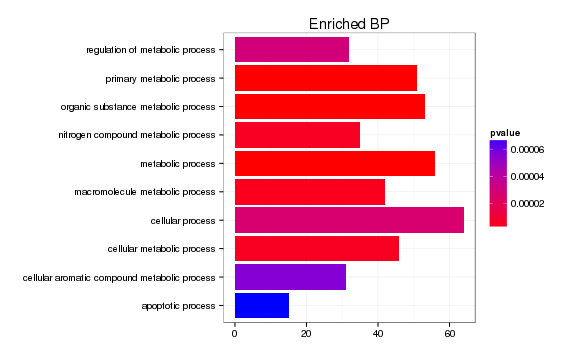 Enriched BP
regulation of metabolic process
primary metabolic process
organic substance metabolic process
nitrogen compound metabolic process
metabolic process
macromolecule metabolic process
cellular process
cellular metabolic process
cellular aromatic compound metabolic process
apoptotic process
0 20 40 60
pvalue
0.00006
0.00004
0.00002